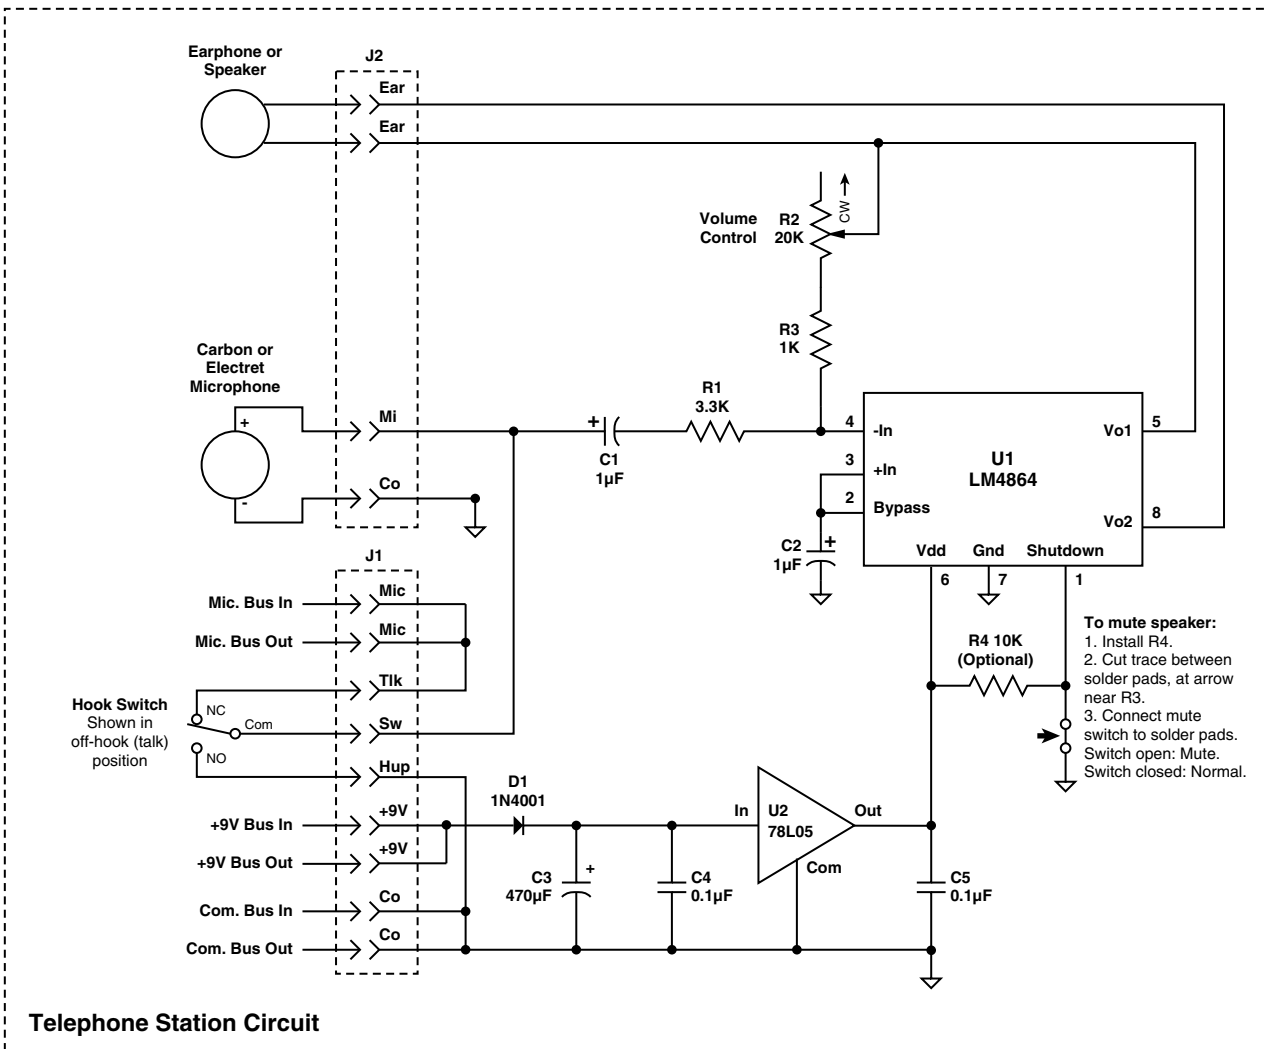 Earphone or
Speaker
J2
Ear
Ear
CW
Volume
Control
R2
20K
R3
1K
Carbon or
Electret
Microphone
+
-
Mi
Co
+
C1
1µF
R1
3.3K
4
-In
3
+In
2
Bypass
U1
LM4864
Vo1
5
Vo2
8
Vdd
Gnd
Shutdown
6
7
1
C2
1µF
+
J1
Mic. Bus In
Mic
Mic. Bus Out
Mic
Tlk
Hook Switch
Shown in
off-hook (talk)
position
NC
Com
NO
Sw
Hup
+9V Bus In
+9V
+9V Bus Out
+9V
Com. Bus In
Co
Com. Bus Out
Co
D1
1N4001
C3
470µF
+
C4
0.1µF
In
U2
78L05
Out
Com
C5
0.1µF
R4 10K
(Optional)
To mute speaker:
1. Install R4.
2. Cut trace between
solder pads, at arrow
near R3.
3. Connect mute
switch to solder pads.
Switch open: Mute.
Switch closed: Normal.
Telephone Station Circuit